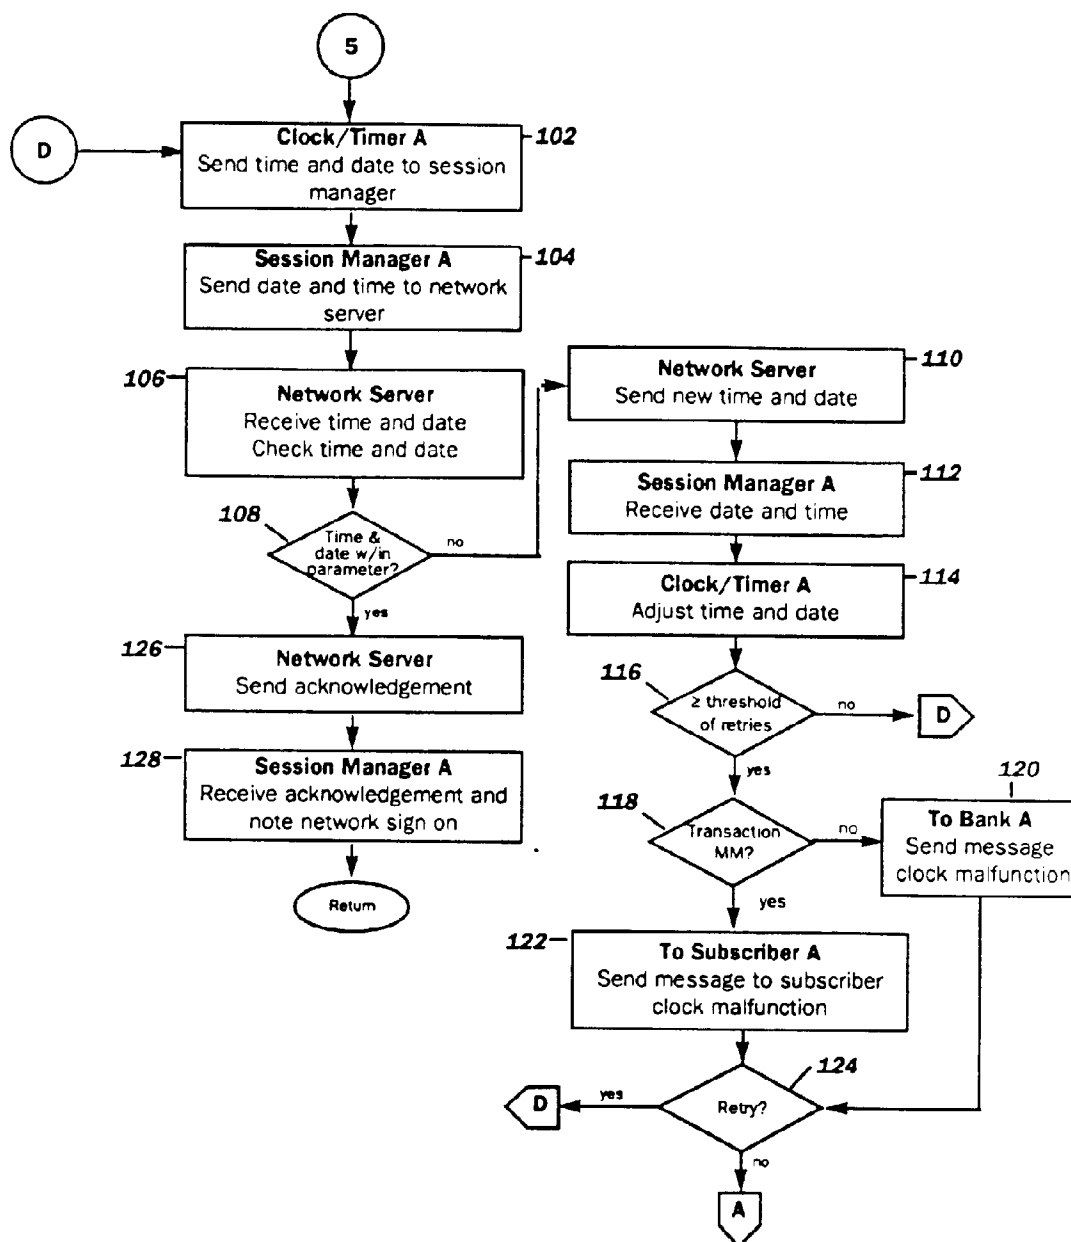 5
D
Clock/Timer A
Send time and date to session
manager
102
Session Manager A
Send date and time to network
server
104
106
Network Server
Receive time and date
Check time and date
108
Time &
date w/in
parameter?
no
yes
126
Network Server
Send acknowledgement
128
Session Manager A
Receive acknowledgement and
note network sign on
Return
110
Network Server
Send new time and date
112
Session Manager A
Receive date and time
114
Clock/Timer A
Adjust time and date
116
≥ threshold
of retries
no
D
yes
118
Transaction
MM?
no
120
To Bank A
Send message
clock malfunction
yes
122
To Subscriber A
Send message to subscriber
clock malfunction
124
Retry?
yes
D
no
A